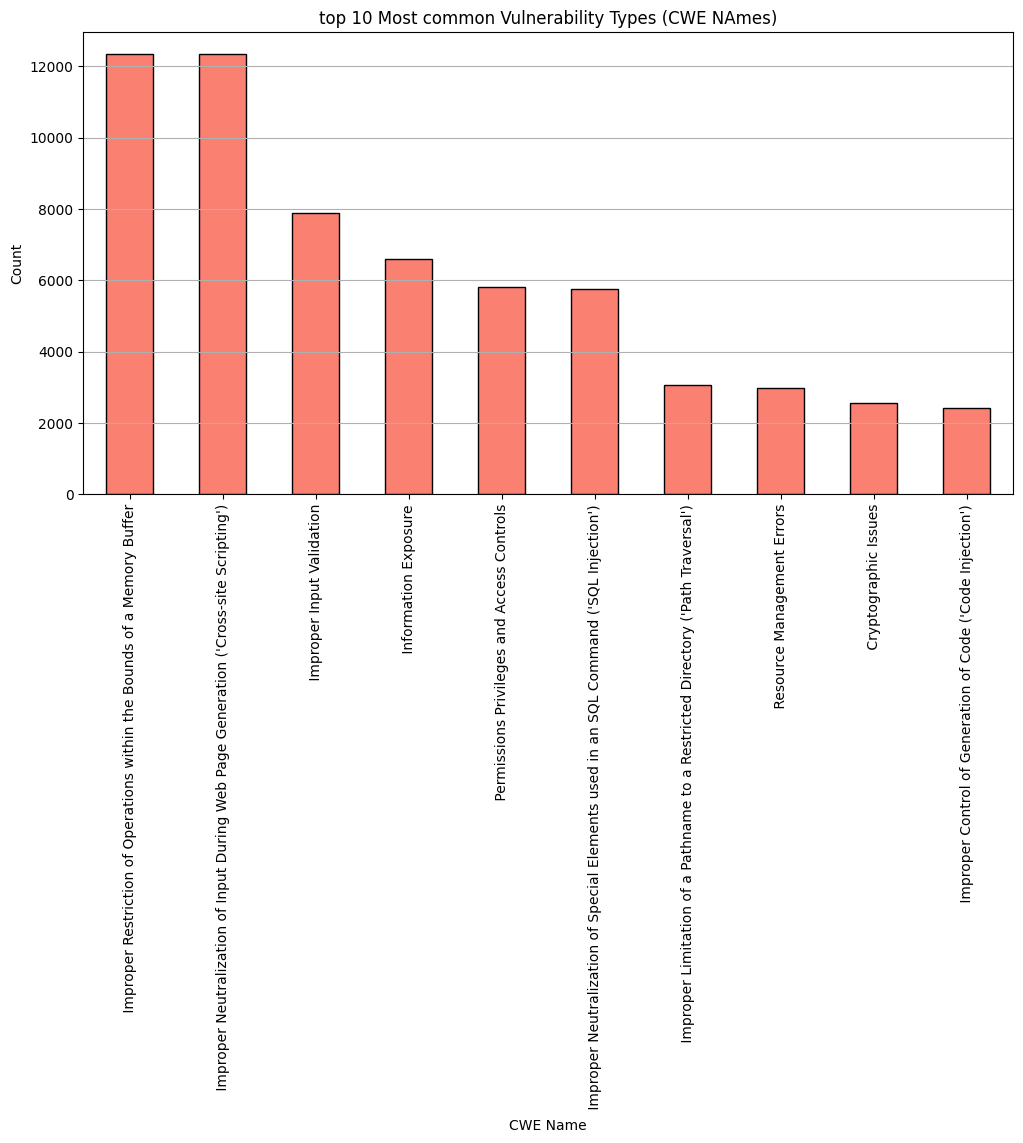 top 10 Most common Vulnerability Types (CWE NAmes)
12000
10000
8000
6000
4000
2000
0
Count
Improper Restriction of Operations within the Bounds of a Memory Buffer
Improper Neutralization of Input During Web Page Generation ('Cross-site Scripting')
Improper Input Validation
Information Exposure
Permissions Privileges and Access Controls
Improper Neutralization of Special Elements used in an SQL Command ('SQL Injection')
Improper Limitation of a Pathname to a Restricted Directory ('Path Traversal')
Resource Management Errors
Cryptographic Issues
Improper Control of Generation of Code ('Code Injection')
CWE Name